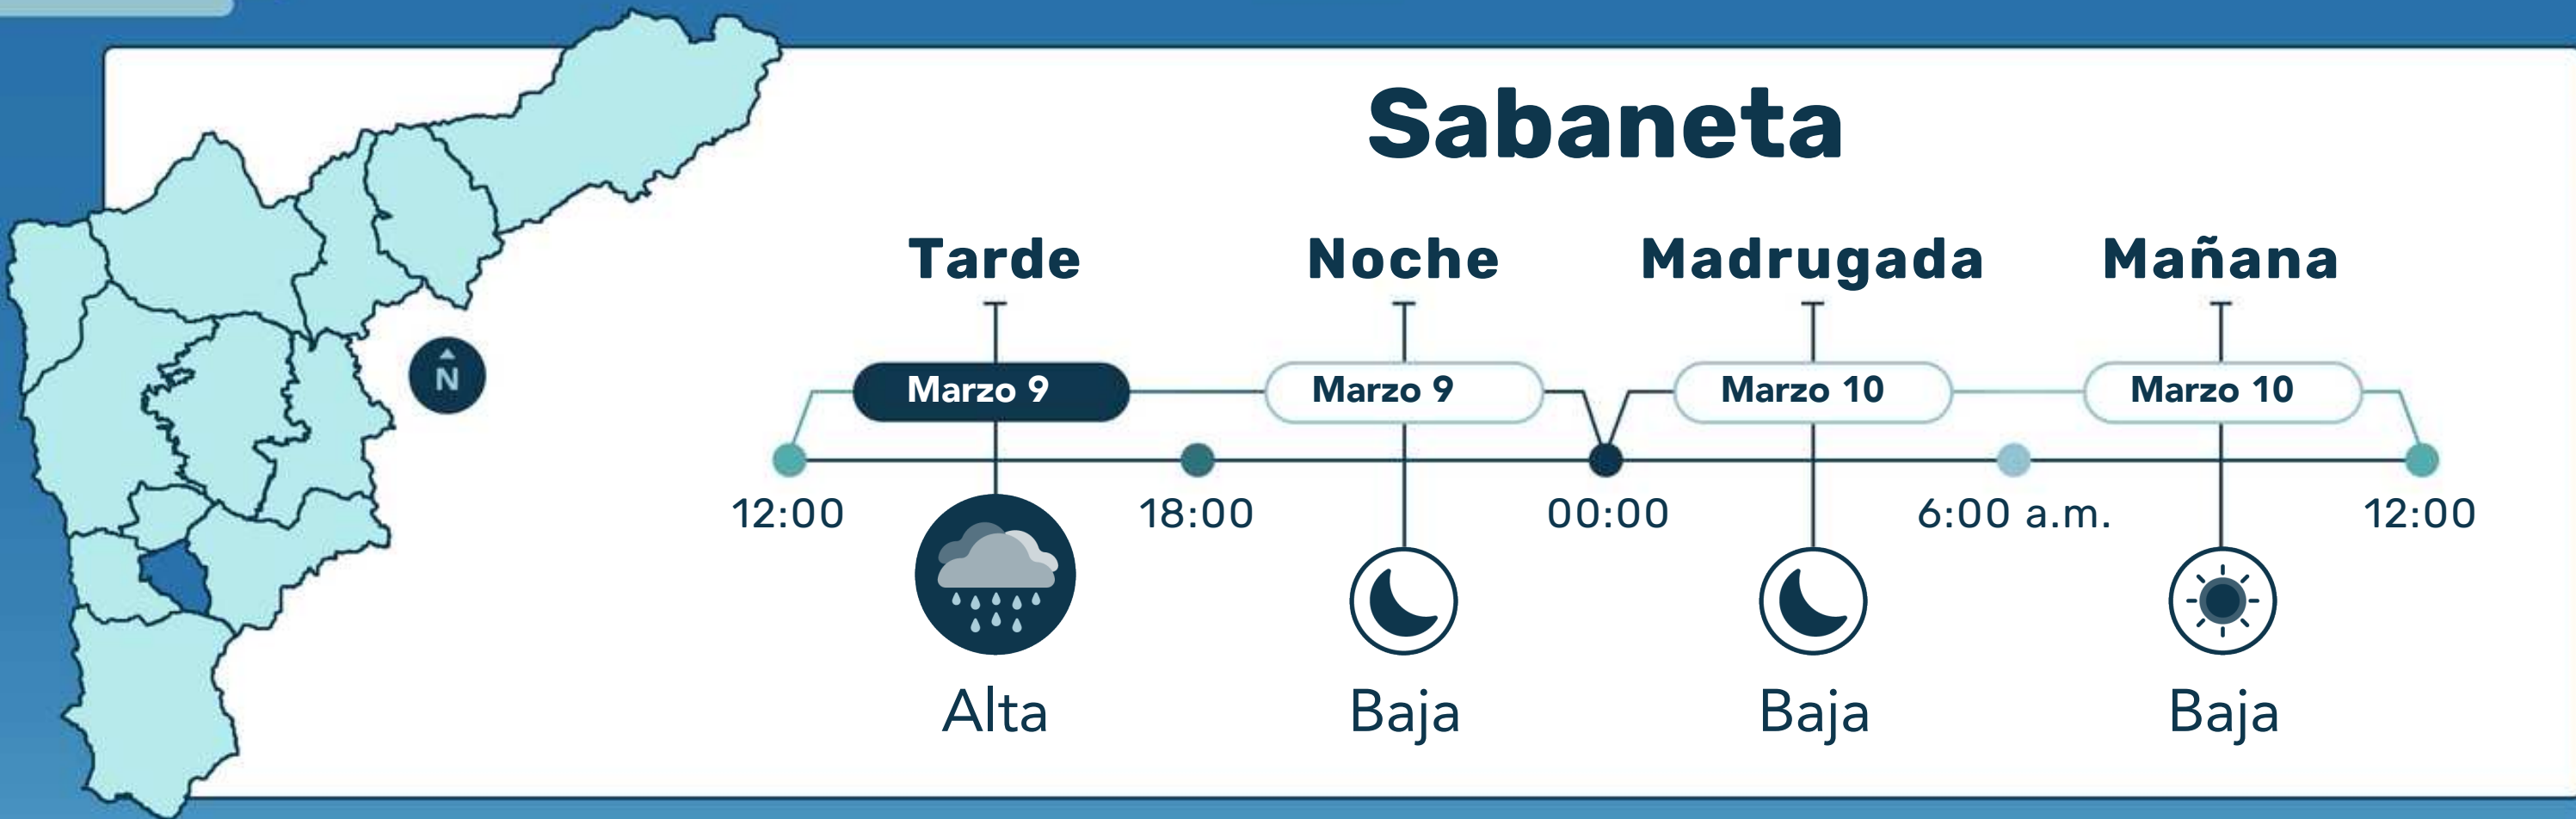 Sabaneta
Tarde Noche Madrugada Mañana
Marzo 9 Marzo 9 Marzo 10 Marzo 10
N
12:00 18:00 00:00 6:00 a.m. 12:00
Alta Baja Baja Baja